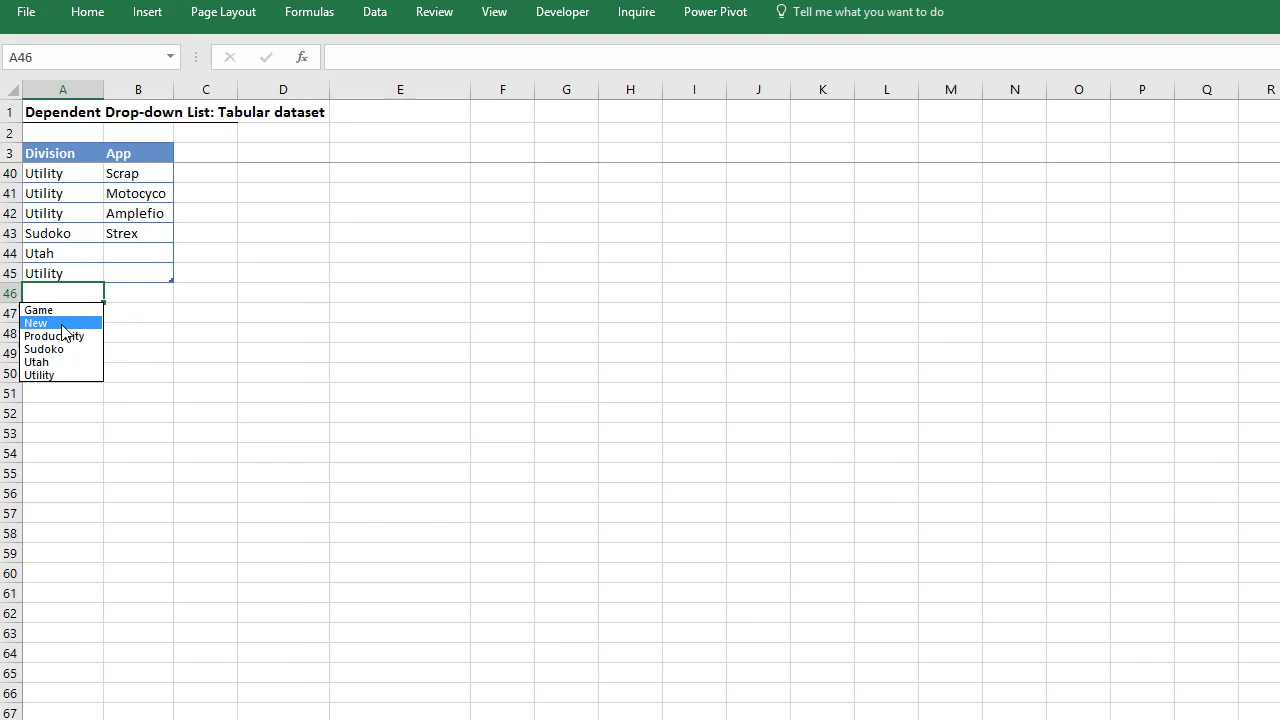 File Home Insert Page Layout Formulas Data Review View Developer Inquire Power Pivot Tell me what you want to do
A46 fx
A B C D E F G H I J K L M N O P Q R
1 Dependent Drop-down List: Tabular dataset
2
3 Division App
40 Utility Scrap
41 Utility Motocyco
42 Utility Amplefio
43 Sudoko Strex
44 Utah
45 Utility
46
Game
47
New
48 Productivity
49 Sudoko
Utah
50 Utility
51
52
53
54
55
56
57
58
59
60
61
62
63
64
65
66
67